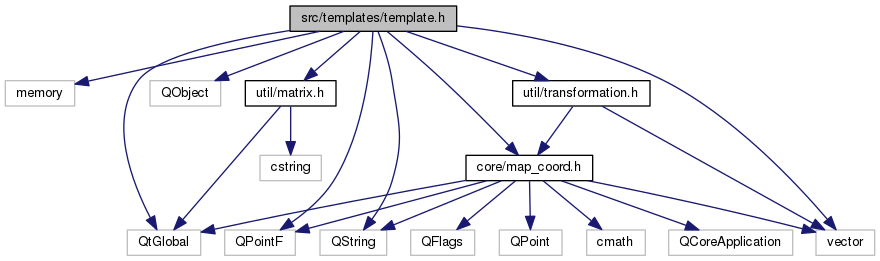 src/templates/template.h
memory
QObject
util/matrix.h
util/transformation.h
cstring
core/map_coord.h
QtGlobal
QPointF
QString
QFlags
QPoint
cmath
QCoreApplication
vector